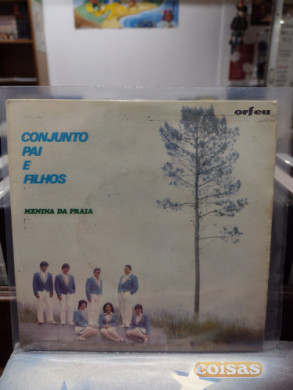 orfeu
CONJUNTO
PAI
E
FILHOS
MENINA DA PRAIA
coisas